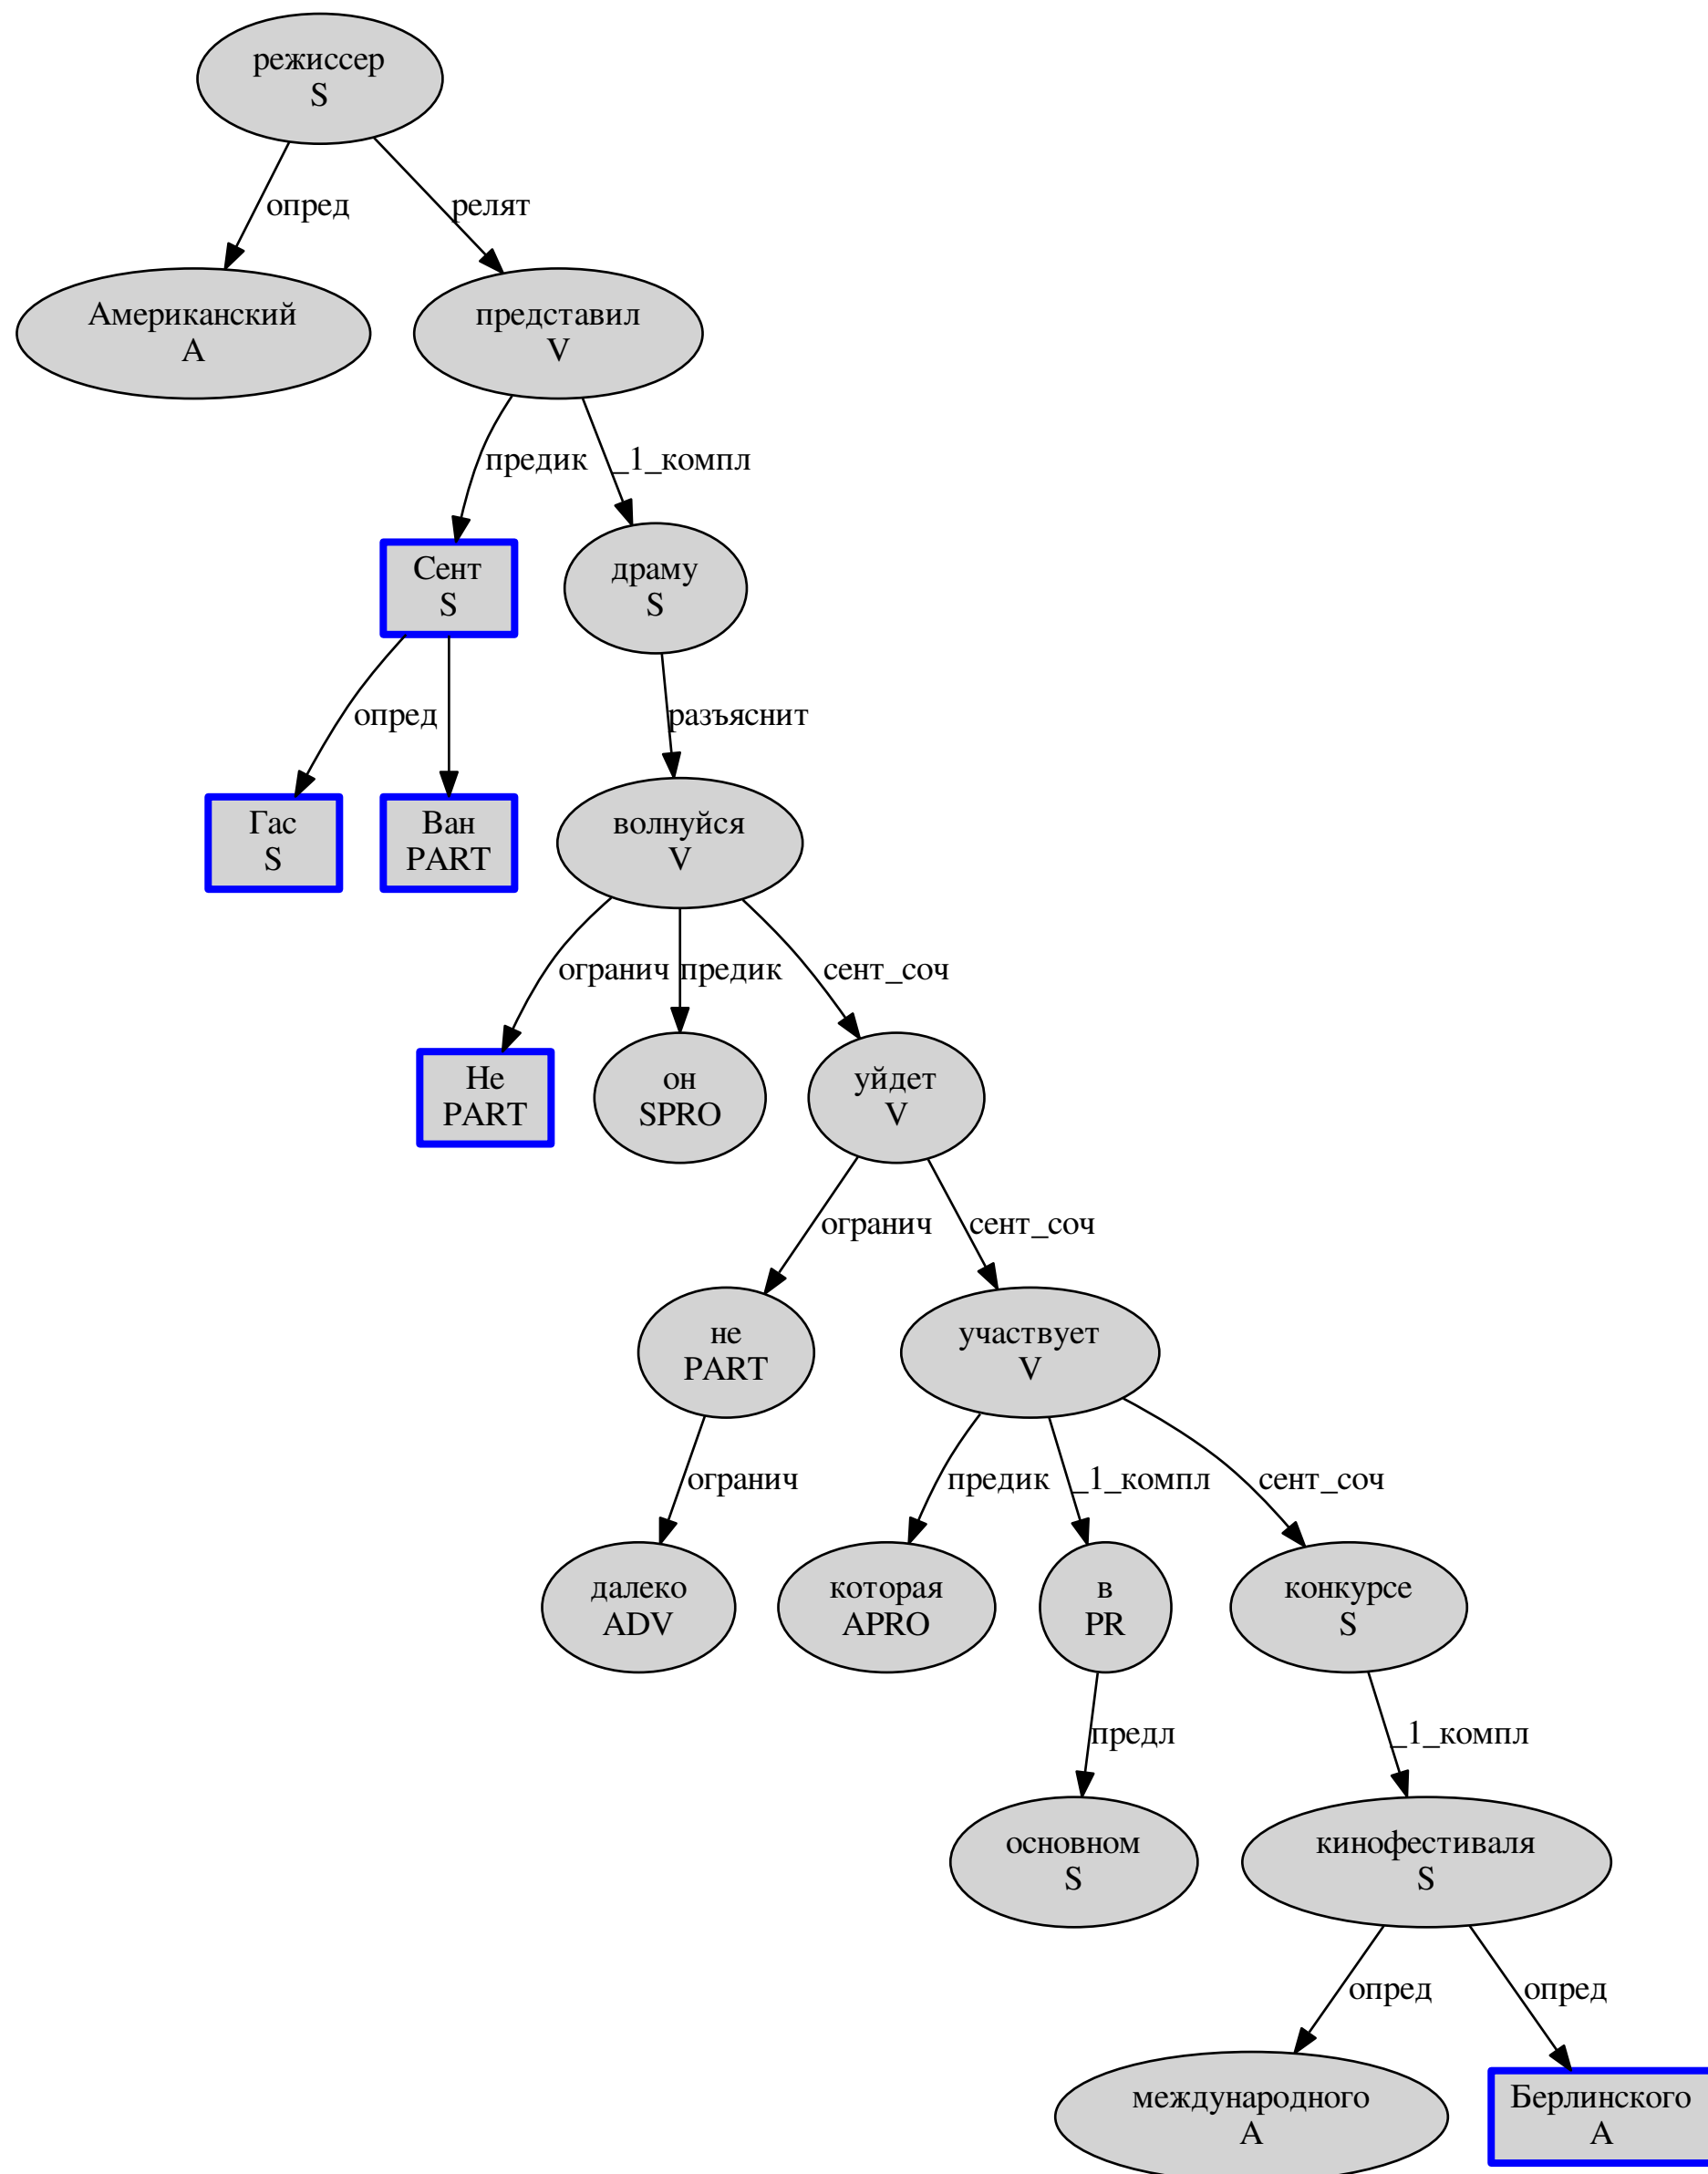 режиссер
S
опред
релят
Американский
A
представил
V
предик
_1_компл
Сент
S
драму
S
опред
разъяснит
Гас
S
Ван
PART
волнуйся
V
огранич
предик
сент_соч
Не
PART
он
SPRO
уйдет
V
огранич
сент_соч
не
PART
участвует
V
огранич
предик
_1_компл
сент_соч
далеко
ADV
которая
APRO
в
PR
конкурсе
S
предл
_1_компл
основном
S
кинофестиваля
S
опред
опред
международного
A
Берлинского
A